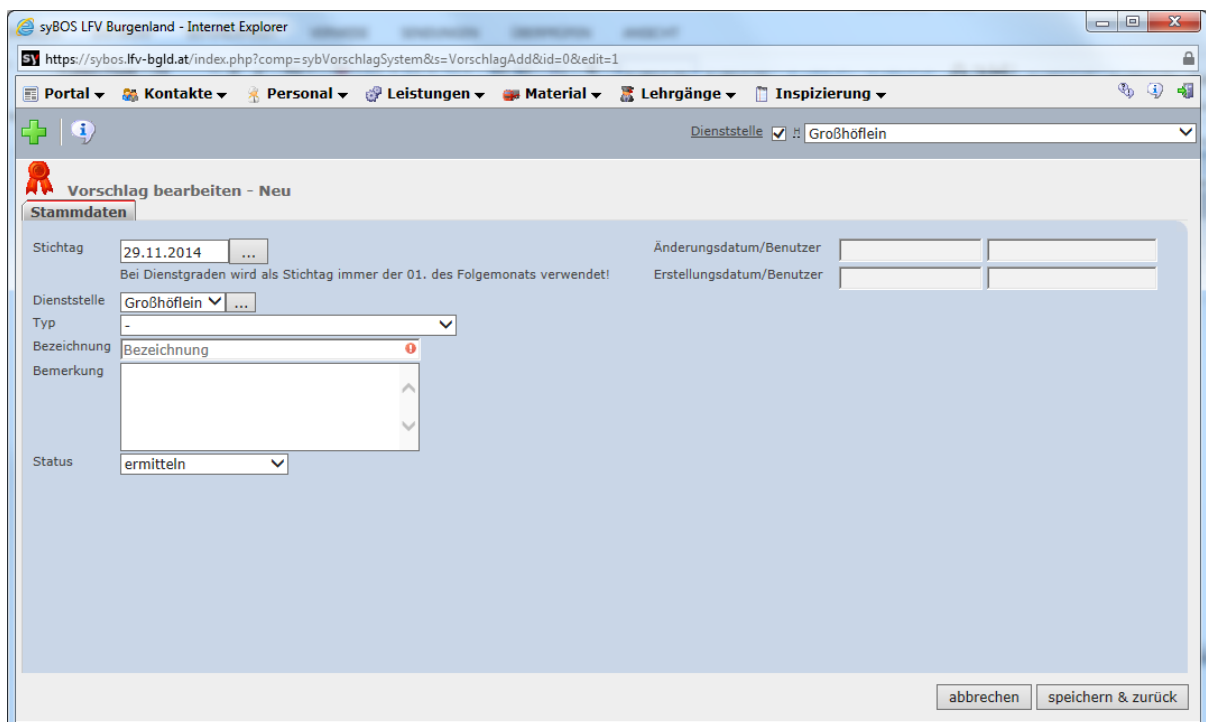 syBOS LFV Burgenland - Internet Explorer
SY https://sybos.lfv-bgld.at/index.php?comp=sybVorschlagSystem&s=VorschlagAdd&id=0&edit=1
Portal Kontakte Personal Leistungen Material Lehrgänge Inspizierung
Dienststelle H Großhöflein
Vorschlag bearbeiten - Neu
Stammdaten
Stichtag 29.11.2014 ... Änderungsdatum/Benutzer
Bei Dienstgraden wird als Stichtag immer der 01. des Folgemonats verwendet! Erstellungsdatum/Benutzer
Dienststelle Großhöflein ...
Typ -
Bezeichnung Bezeichnung
Bemerkung
Status ermitteln
abbrechen speichern & zurück